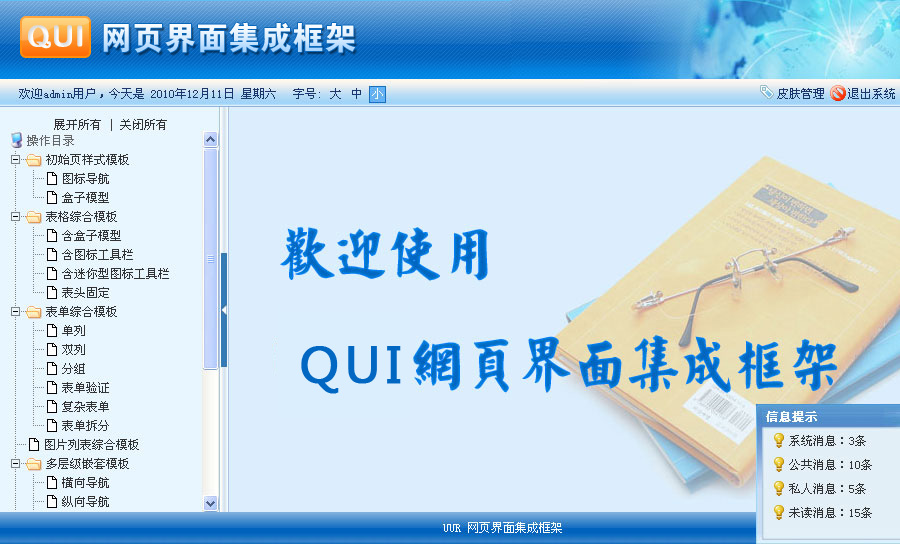 QUI 网页界面集成框架
欢迎admin用户，今天是 2010年12月11日 星期六 字号: 大 中 小
皮肤管理 退出系统
展开所有 | 关闭所有
操作目录
初始页样式模板
图标导航
盒子模型
表格综合模板
含盒子模型
含图标工具栏
含迷你型图标工具栏
表头固定
表单综合模板
单列
双列
分组
表单验证
复杂表单
表单拆分
图片列表综合模板
多层级嵌套模板
横向导航
纵向导航
歡迎使用
QUI網頁界面集成框架
信息提示
系统消息：3条
公共消息：10条
私人消息：5条
未读消息：15条
UUR 网页界面集成框架